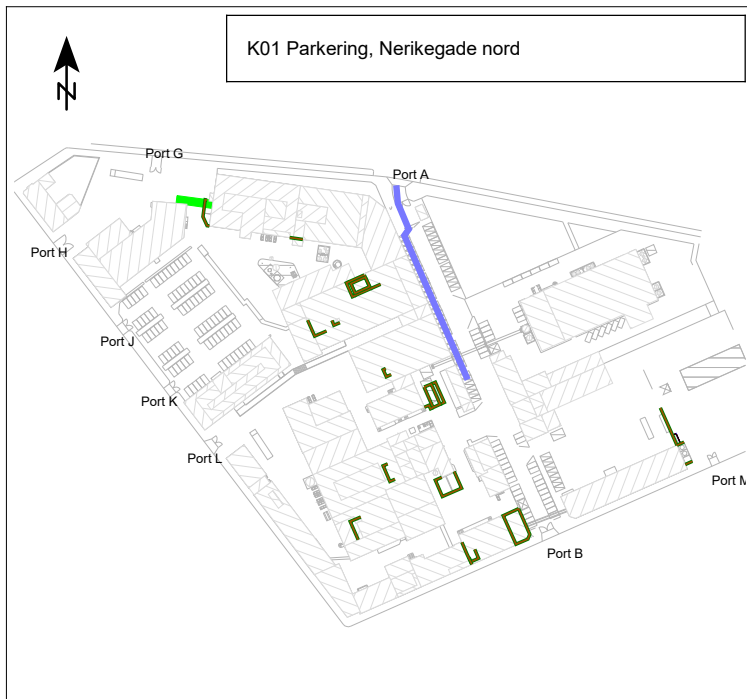 K01 Parkering, Nerikegade nord
N
Port G
Port A
Port H
Port J
Port K
Port L
Port M
Port B